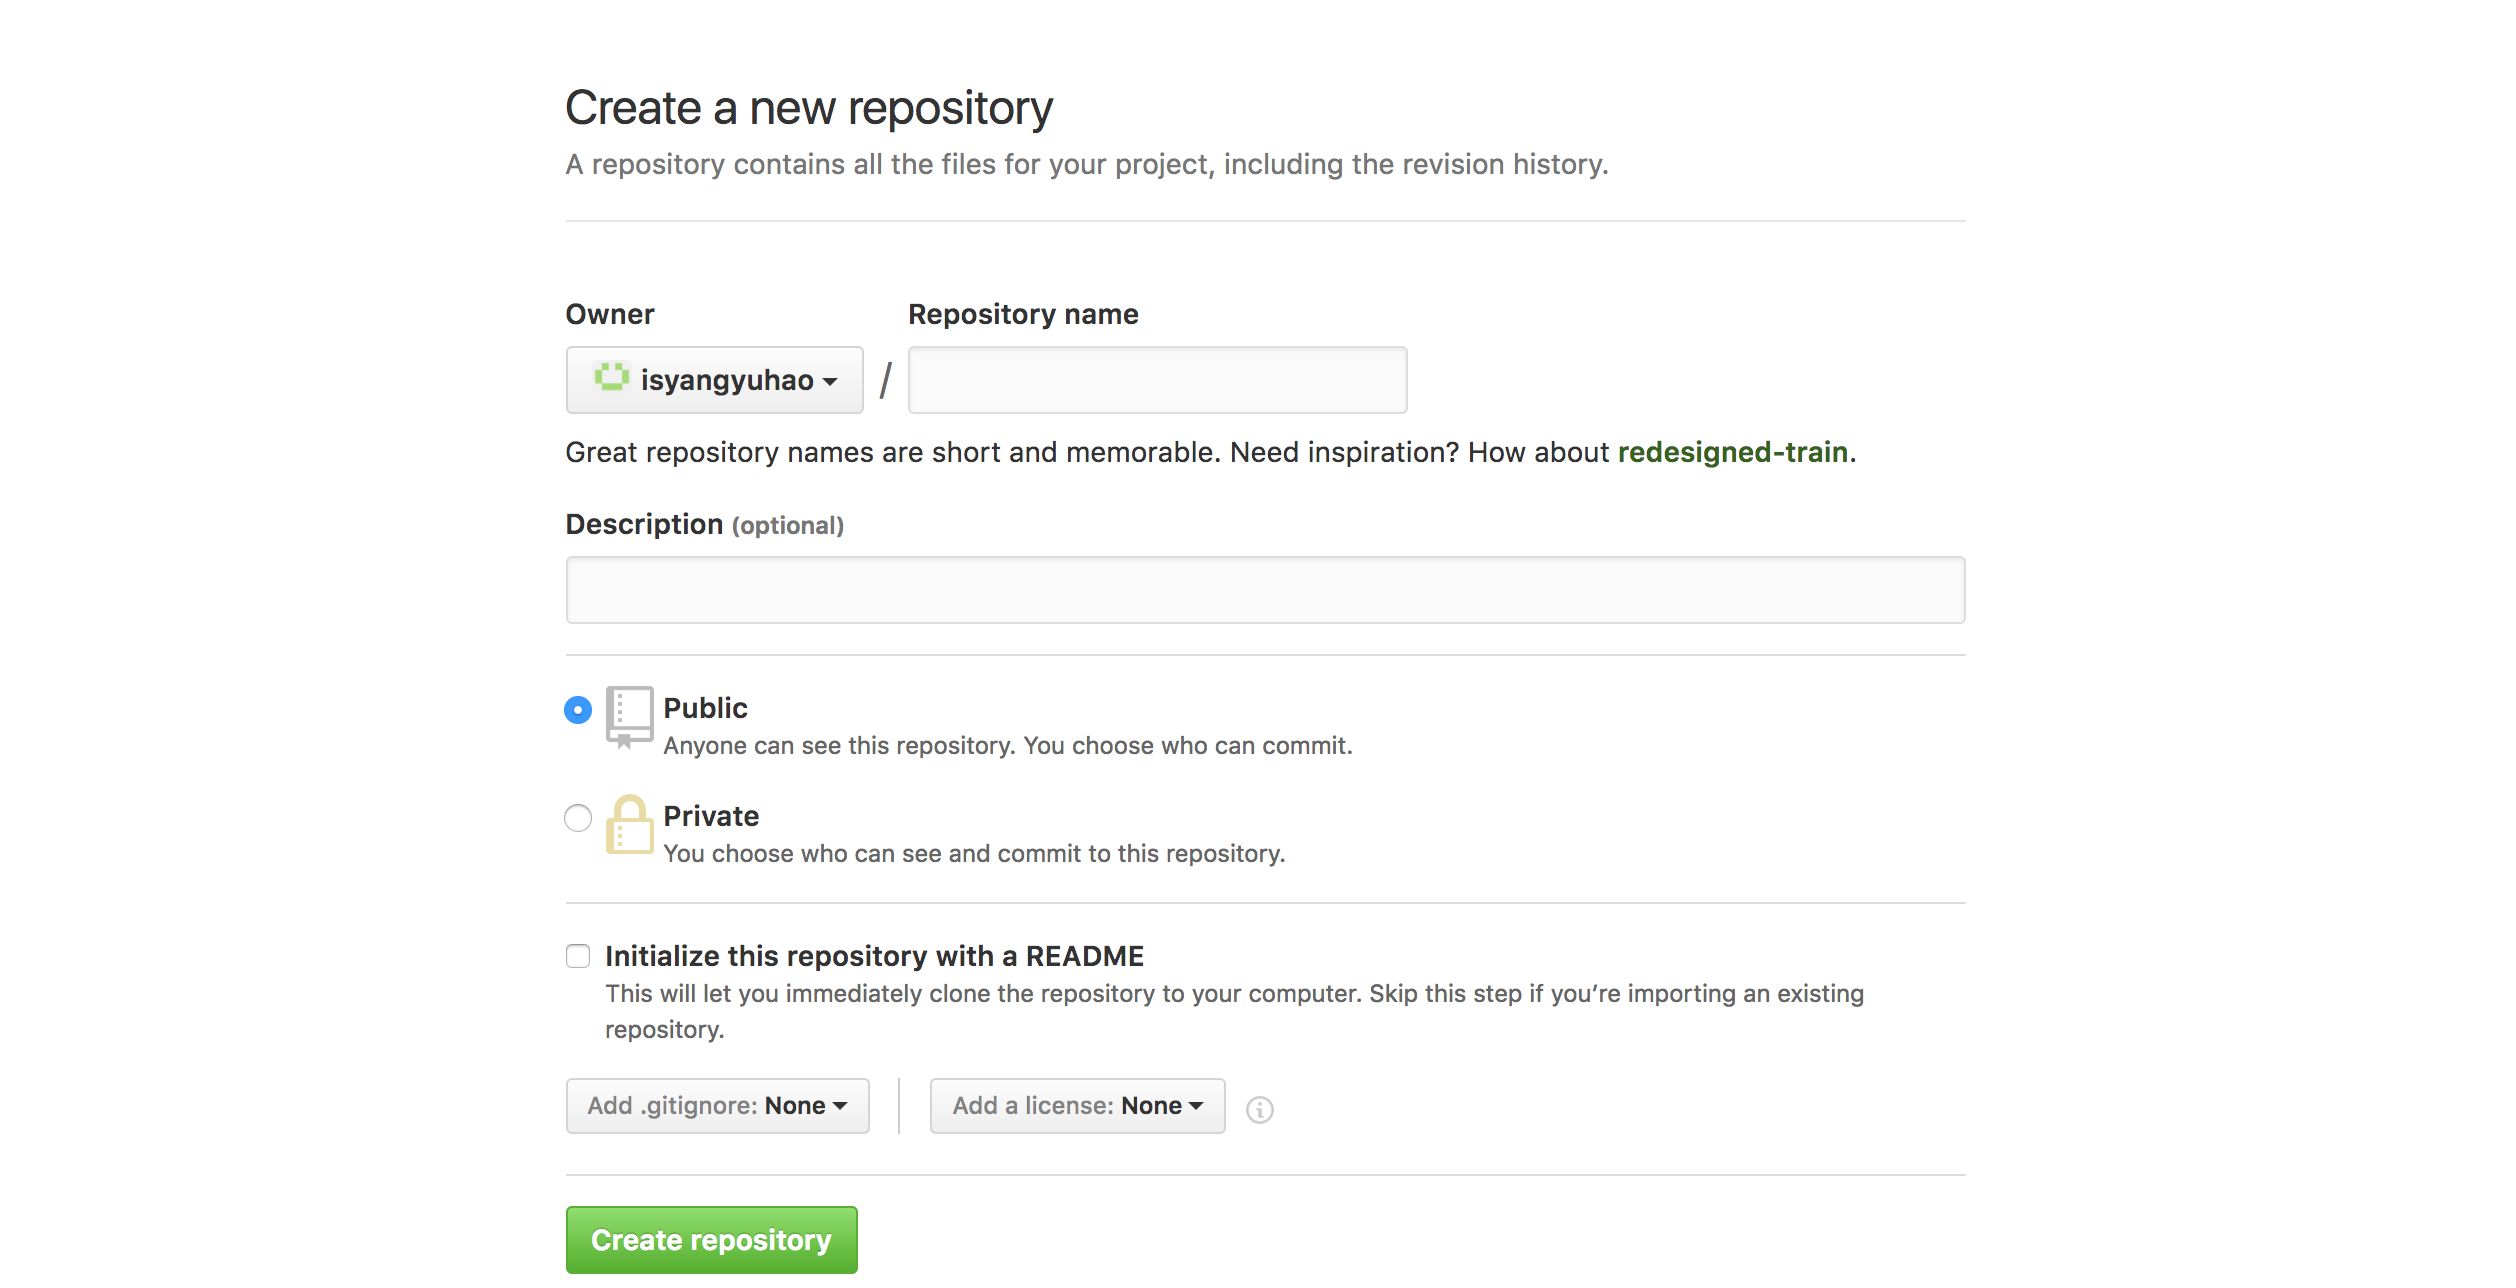 Create a new repository
A repository contains all the files for your project, including the revision history.
Owner Repository name
isyangyuhao /
Great repository names are short and memorable. Need inspiration? How about redesigned-train.
Description (optional)
Public
Anyone can see this repository. You choose who can commit.
Private
You choose who can see and commit to this repository.
Initialize this repository with a README
This will let you immediately clone the repository to your computer. Skip this step if you’re importing an existing
repository.
Add .gitignore: None Add a license: None
Create repository